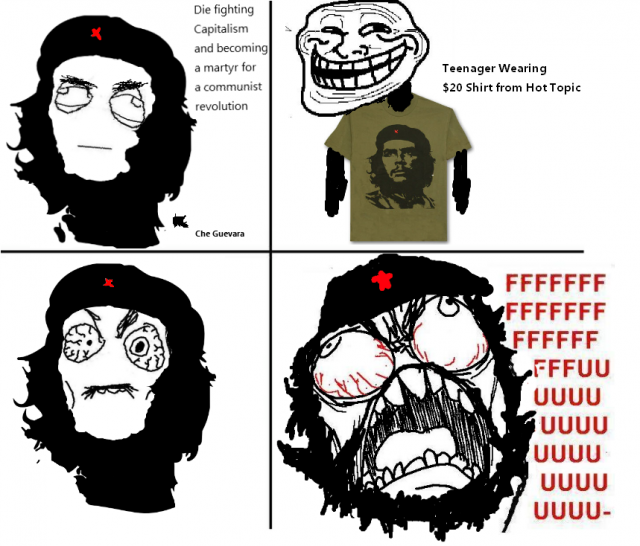 Die fighting
Capitalism
and becoming
a martyr for
a communist
revolution
Che Guevara
Teenager Wearing
$20 Shirt from Hot Topic
FFFFFFF
FFFFFFF
FFFFFF
FFFUU
UUUU
UUUU
UUUU
UUUU
UUUU-